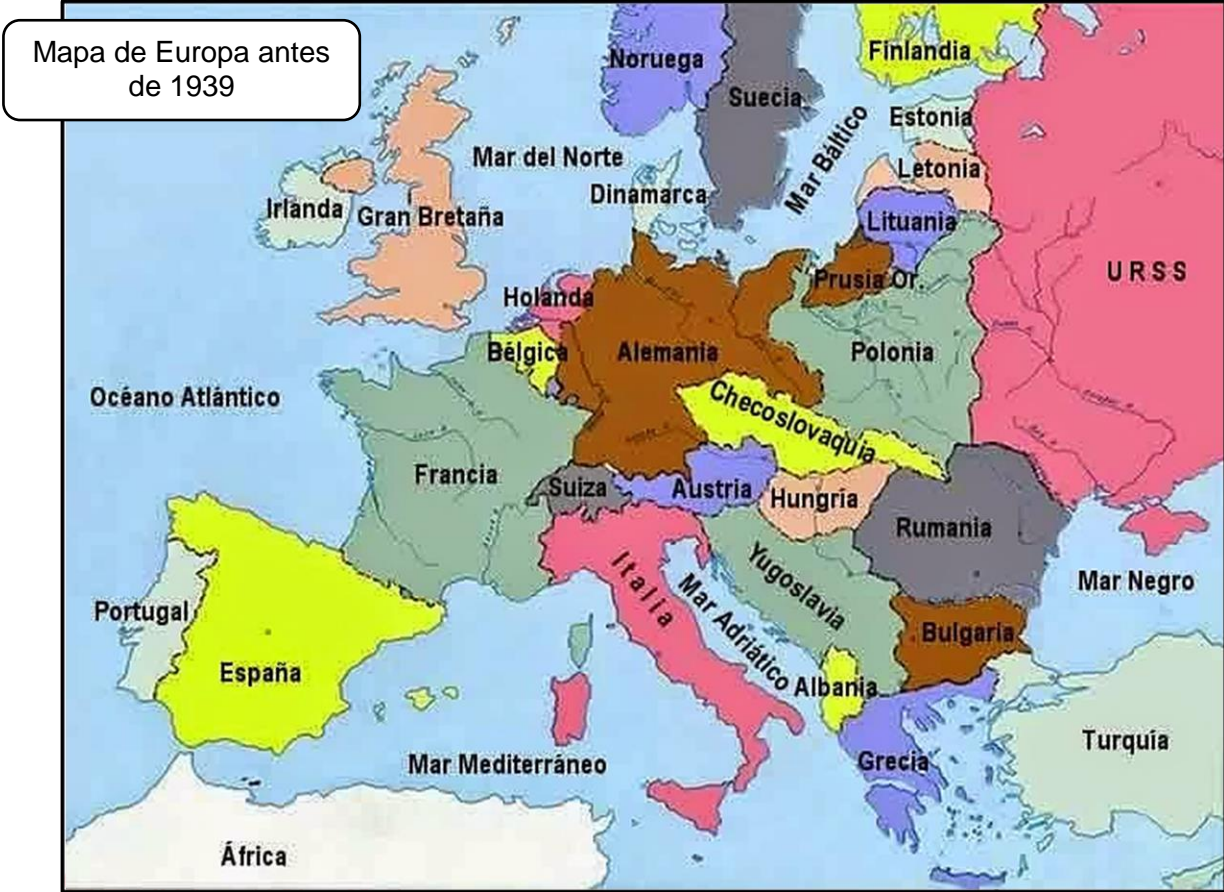 Mapa de Europa antes
de 1939
Noruega
Suecia
Finlandia
Estonia
Letonia
Lituania
Mar Báltico
Mar del Norte
Dinamarca
Irlanda
Gran Bretaña
Prusia Or.
URSS
Holanda
Bélgica
Alemania
Polonia
Océano Atlántico
Checoslovaquia
Francia
Suiza
Austria
Hungría
Rumania
Italia
Yugoslavia
Mar Adriático
Mar Negro
Portugal
España
Bulgaria
Albania
Turquía
Grecia
Mar Mediterráneo
África